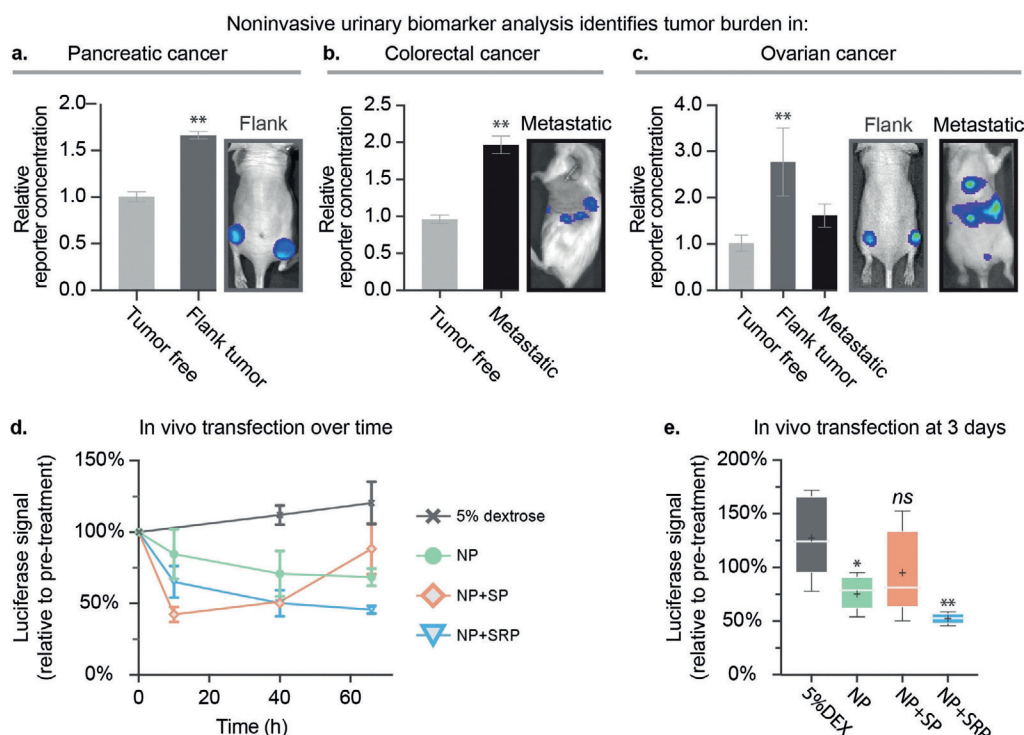 Noninvasive urinary biomarker analysis identifies tumor burden in:
a. Pancreatic cancer
Relative
reporter concentration
2.0
1.5
1.0
0.5
0.0
**
Flank
Tumor free
Flank tumor
b. Colorectal cancer
Relative
reporter concentration
2.5
2.0
1.5
1.0
0.5
0.0
**
Metastatic
Tumor free
Metastatic
c. Ovarian cancer
Relative
reporter concentration
4.0
3.0
2.0
1.0
0.0
**
Flank
Metastatic
Tumor free
Flank tumor
Metastatic
d. In vivo transfection over time
Luciferase signal
(relative to pre-treatment)
150%
100%
50%
0%
0 20 40 60
Time (h)
5% dextrose
NP
NP+SP
NP+SRP
e. In vivo transfection at 3 days
Luciferase signal
(relative to pre-treatment)
200%
150%
100%
50%
0%
*
ns
**
5%DEX
NP
NP+SP
NP+SRP